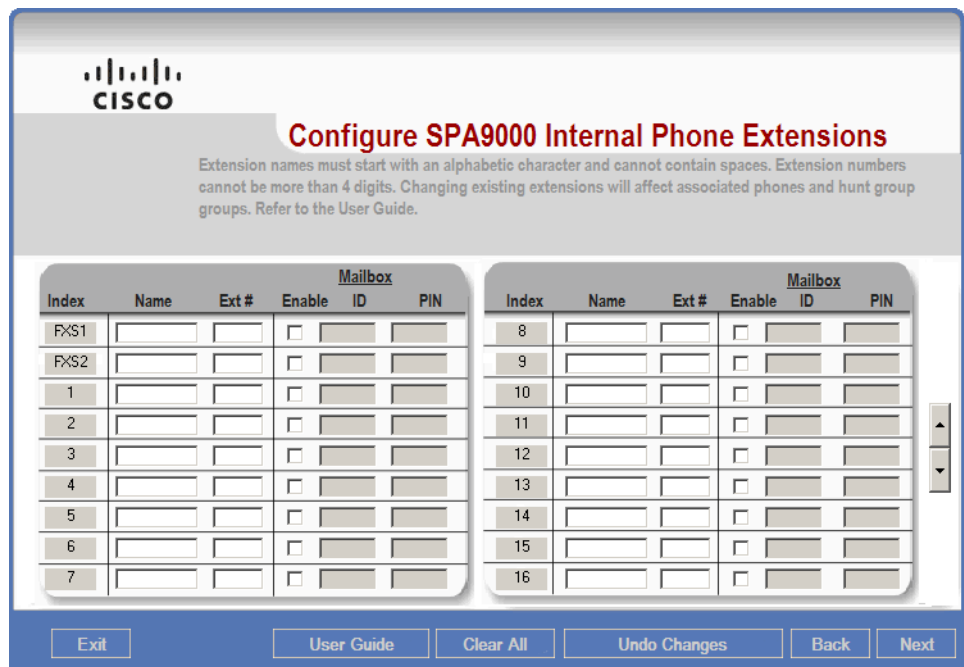 CISCO
Configure SPA9000 Internal Phone Extensions
Extension names must start with an alphabetic character and cannot contain spaces. Extension numbers
cannot be more than 4 digits. Changing existing extensions will affect associated phones and hunt group
groups. Refer to the User Guide.
Mailbox
Index Name Ext # Enable ID PIN
FXS1
FXS2
1
2
3
4
5
6
7
Mailbox
Index Name Ext # Enable ID PIN
8
9
10
11
12
13
14
15
16
Exit User Guide Clear All Undo Changes Back Next